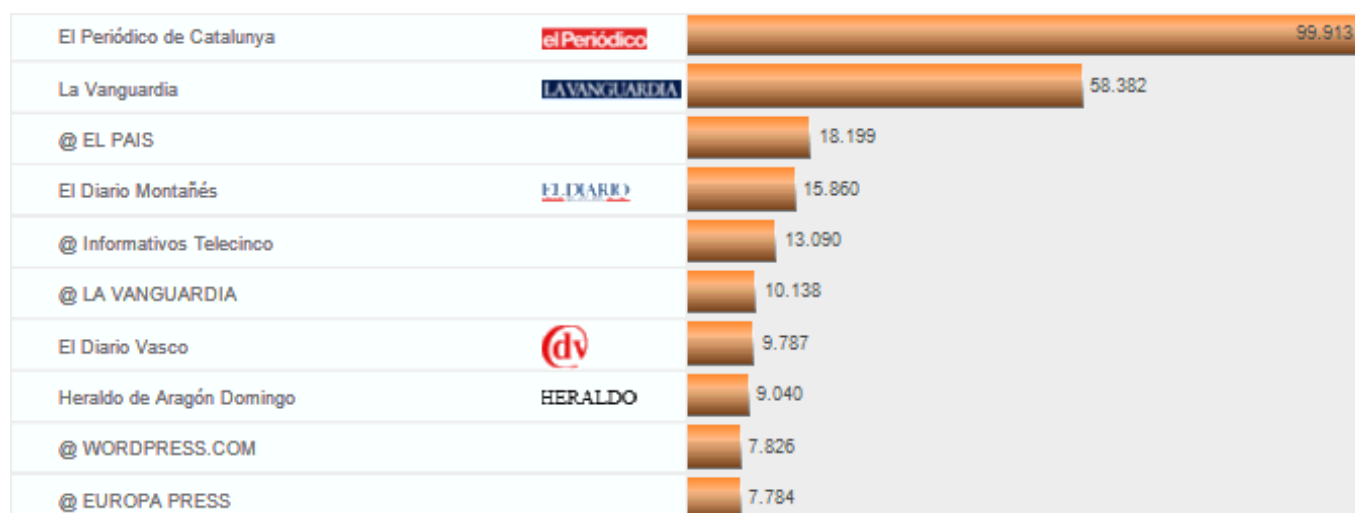 El Periódico de Catalunya elPeriódico 99.913
La Vanguardia LAVANGUARDIA 58.382
@ EL PAIS 18.199
El Diario Montañés EL DIARIO 15.860
@ Informativos Telecinco 13.090
@ LA VANGUARDIA 10.138
El Diario Vasco dv 9.787
Heraldo de Aragón Domingo HERALDO 9.040
@ WORDPRESS.COM 7.826
@ EUROPA PRESS 7.784